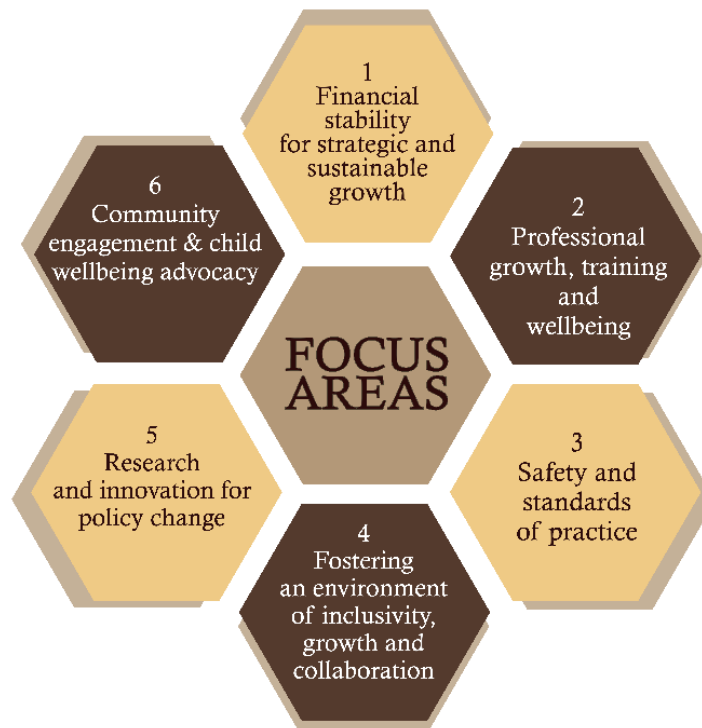 1
Financial
stability
for strategic and
sustainable
growth
2
Professional
growth, training
and
wellbeing
3
Safety and
standards
of practice
4
Fostering
an environment
of inclusivity,
growth and
collaboration
5
Research
and innovation for
policy change
6
Community
engagement & child
wellbeing advocacy
FOCUS
AREAS